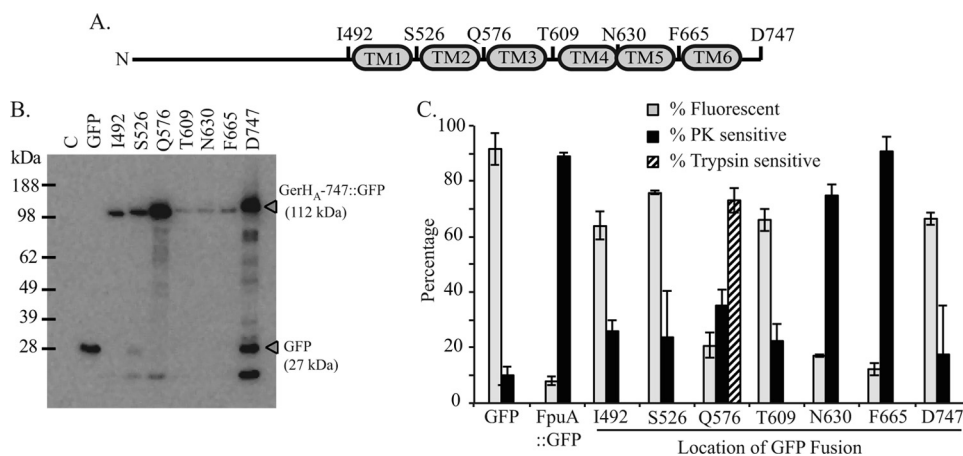 A.
I492 S526 Q576 T609 N630 F665 D747
N TM1 TM2 TM3 TM4 TM5 TM6
B.
C GFP I492 S526 Q576 T609 N630 F665 D747
kDa
188
98
62
49
39
28
GerH_A-747::GFP
(112 kDa)
GFP
(27 kDa)
C.
% Fluorescent
% PK sensitive
% Trypsin sensitive
Percentage
100
80
60
40
20
0
GFP FpuA ::GFP I492 S526 Q576 T609 N630 F665 D747
Location of GFP Fusion